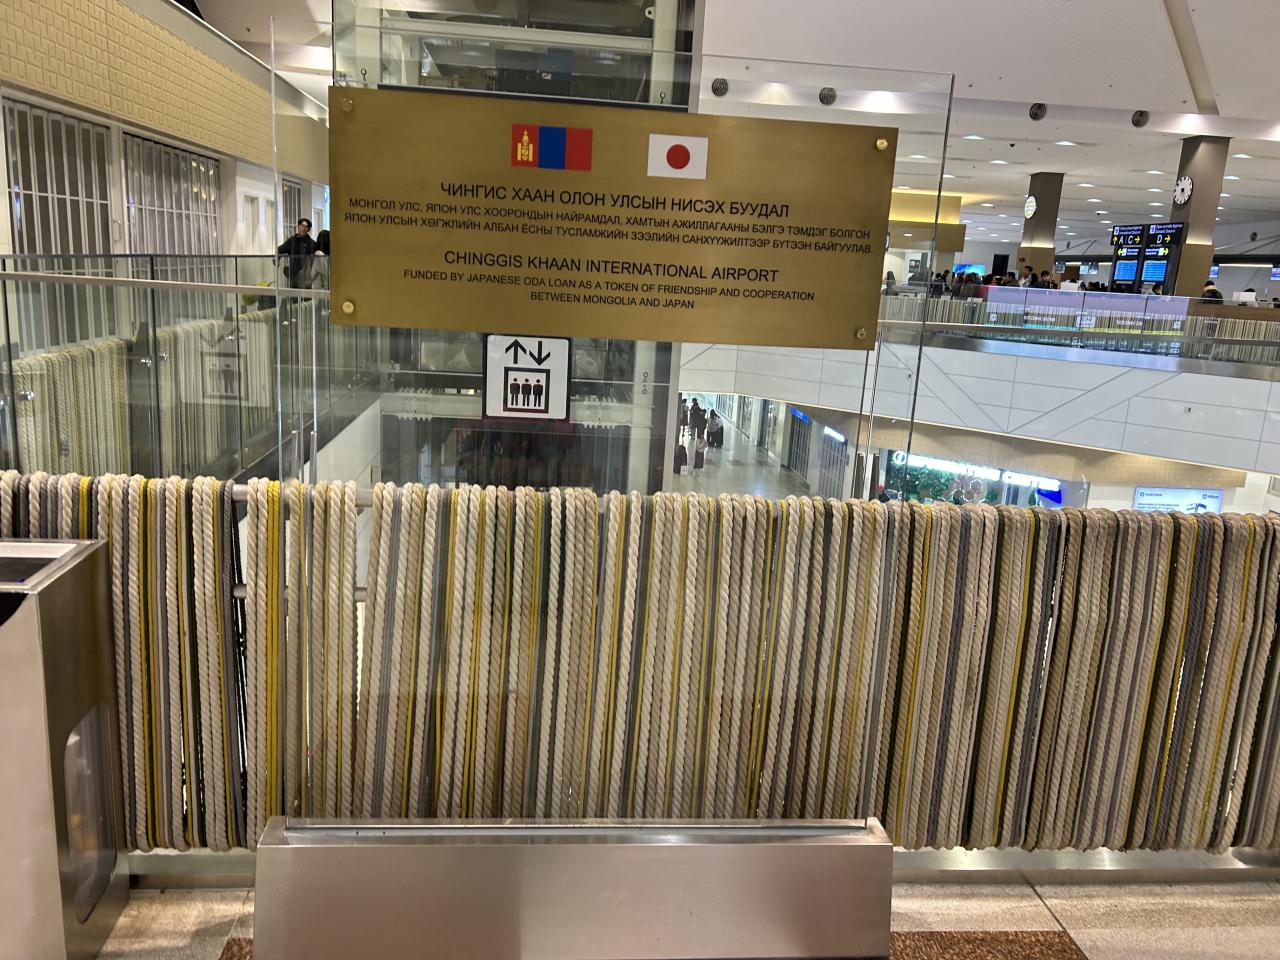 ЧИНГИС ХААН ОЛОН УЛСЫН НИСЭХ БУУДАЛ
МОНГОЛ УЛС, ЯПОН УЛС ХООРОНДЫН НАЙРАМДАЛ, ХАМТЫН АЖИЛЛАГААНЫ БЭЛГЭ ТЭМДЭГ БОЛГОН
ЯПОН УЛСЫН ХӨГЖЛИЙН АЛБАН ЁСНЫ ТУСЛАМЖИЙН ЗЭЭЛИЙН САНХҮҮЖИЛТЭЭР БҮТЭЭН БАЙГУУЛАВ.
CHINGGIS KHAAN INTERNATIONAL AIRPORT
FUNDED BY JAPANESE ODA LOAN AS A TOKEN OF FRIENDSHIP AND COOPERATION
BETWEEN MONGOLIA AND JAPAN
A C
D